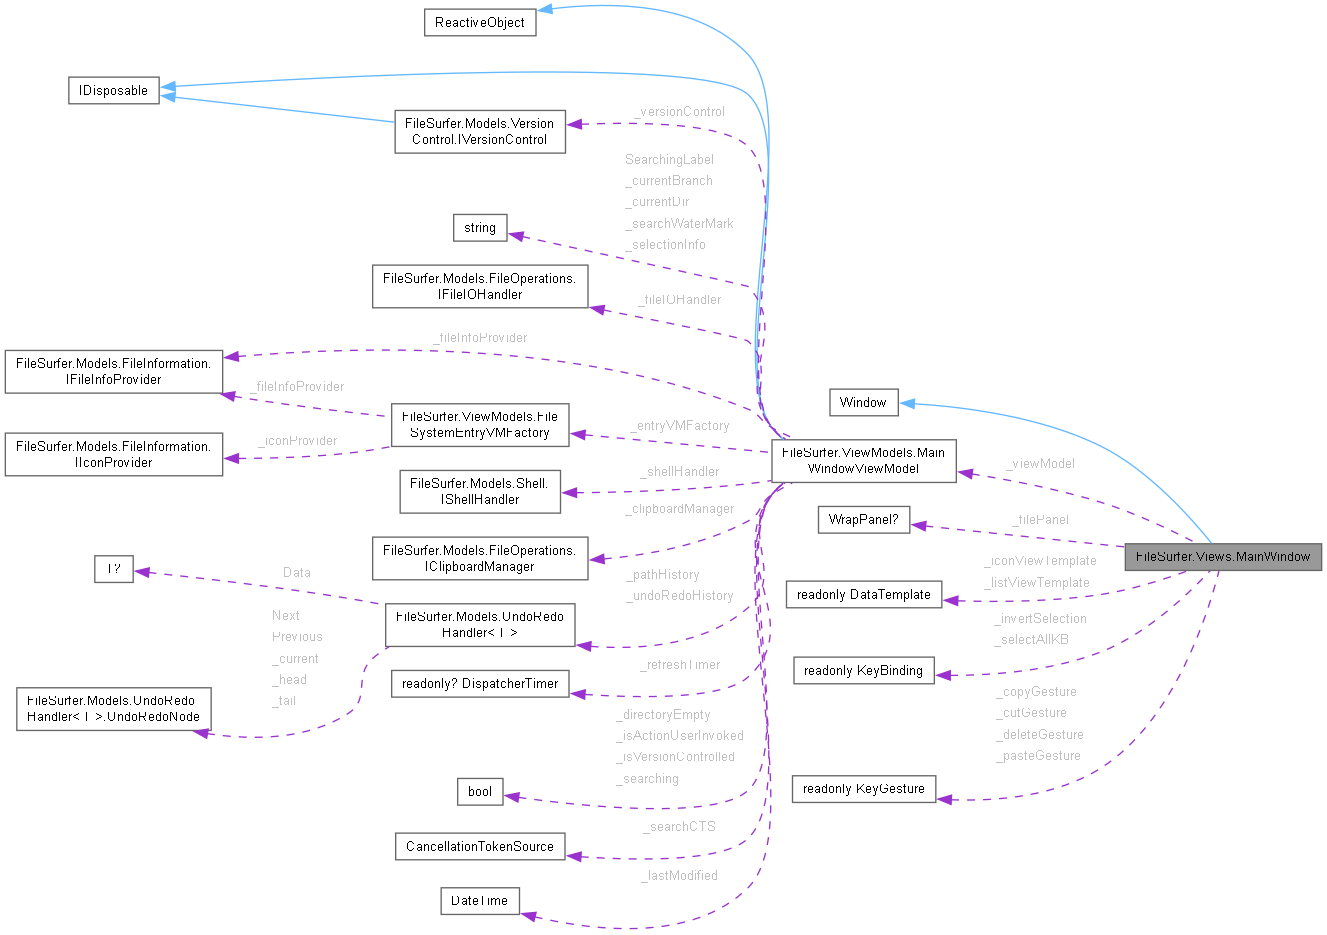 ReactiveObject
IDisposable
FileSurfer.Models.Version
Control.IVersionControl
_versionControl
SearchingLabel
_currentBranch
_currentDir
_searchWaterMark
_selectionInfo
string
FileSurfer.Models.FileOperations.
IFileIOHandler
_fileIOHandler
_fileInfoProvider
FileSurfer.Models.FileInformation.
IFileInfoProvider
_fileInfoProvider
Window
FileSurfer.ViewModels.File
SystemEntryVMFactory
_entryVMFactory
_iconProvider
FileSurfer.Models.FileInformation.
IIconProvider
FileSurfer.ViewModels.Main
WindowViewModel
_viewModel
_shellHandler
FileSurfer.Models.Shell.
IShellHandler
_clipboardManager
WrapPanel?
_filePanel
FileSurfer.Models.FileOperations.
IClipboardManager
FileSurfer.Views.MainWindow
T?
Data
_pathHistory
_undoRedoHistory
_iconViewTemplate
_listViewTemplate
readonly DataTemplate
FileSurfer.Models.UndoRedo
Handler< T >
Next
Previous
_current
_head
_tail
_invertSelection
_selectAllKB
_refreshTimer
readonly KeyBinding
readonly? DispatcherTimer
FileSurfer.Models.UndoRedo
Handler< T >.UndoRedoNode
_copyGesture
_cutGesture
_deleteGesture
_pasteGesture
_directoryEmpty
_isActionUserInvoked
_isVersionControlled
_searching
bool
readonly KeyGesture
_searchCTS
CancellationTokenSource
_lastModified
DateTime